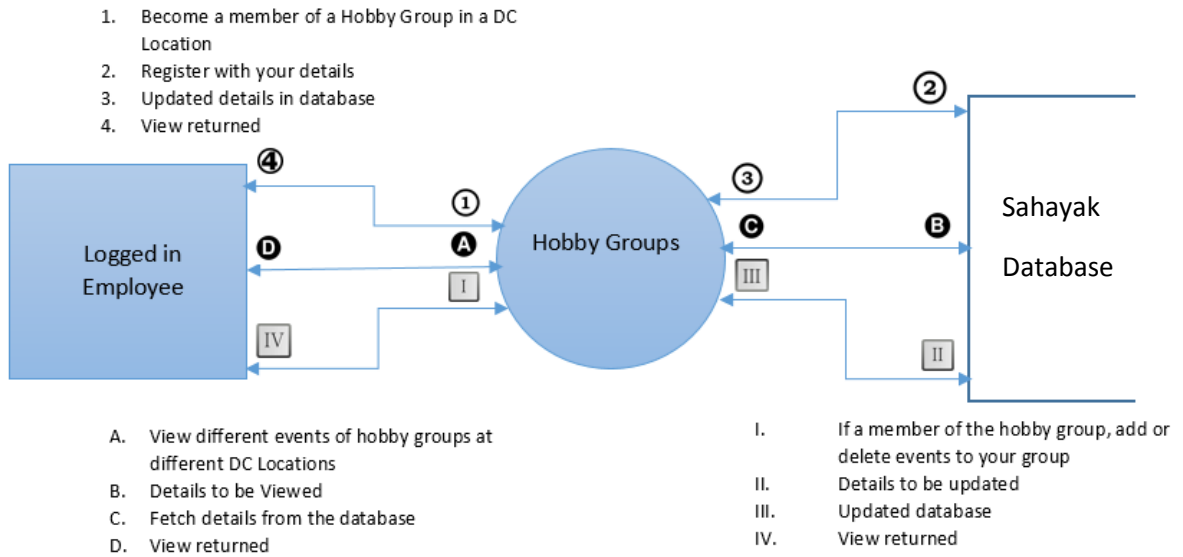 1. Become a member of a Hobby Group in a DC
Location
2. Register with your details
3. Updated details in database
4. View returned
2
4
3
1
Sahayak
Database
Logged in
Employee
D
A
Hobby Groups
C
B
I
III
IV
II
A. View different events of hobby groups at
different DC Locations
B. Details to be Viewed
C. Fetch details from the database
D. View returned
I. If a member of the hobby group, add or
delete events to your group
II. Details to be updated
III. Updated database
IV. View returned